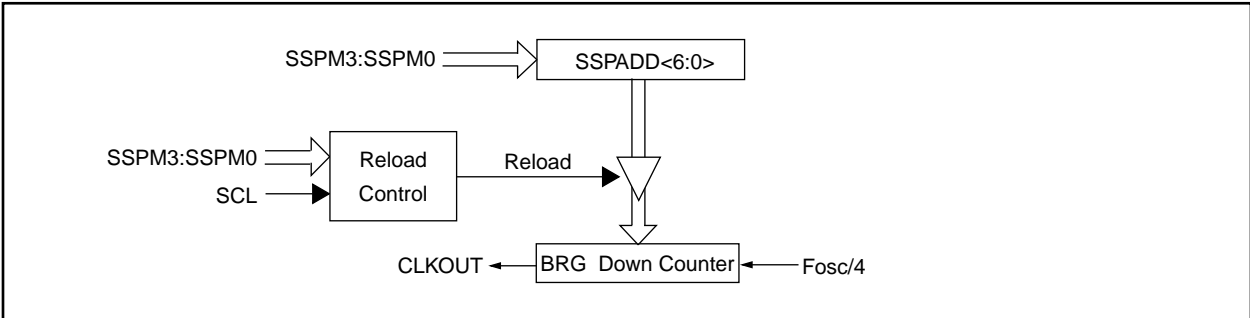 SSPM3:SSPM0
SSPADD<6:0>
SSPM3:SSPM0
SCL
Reload
Control
Reload
CLKOUT
BRG Down Counter
Fosc/4